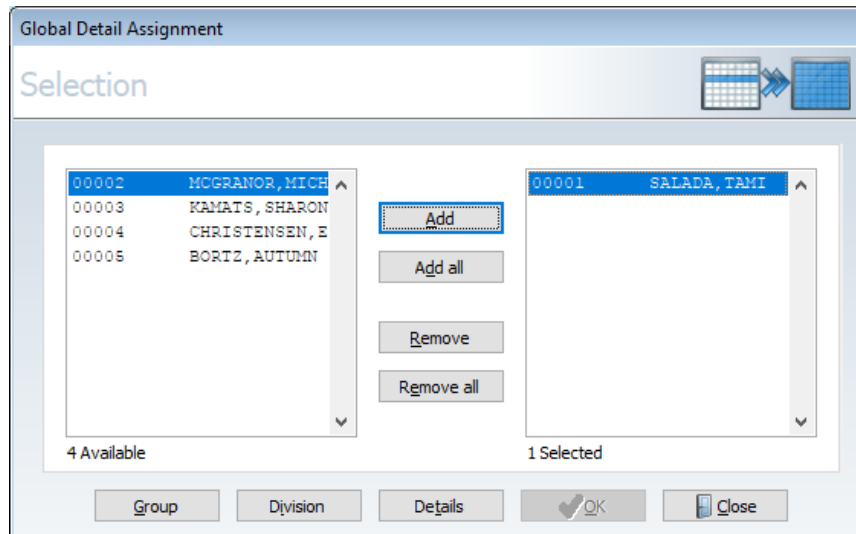 Global Detail Assignment
Selection
00002 MCGRANOR,MICH
00003 KAMATS,SHARON
00004 CHRISTENSEN,E
00005 BORTZ,AUTUMN
4 Available
Add
Add all
Remove
Remove all
00001 SALADA,TAMI
1 Selected
Group
Division
Details
OK
Close